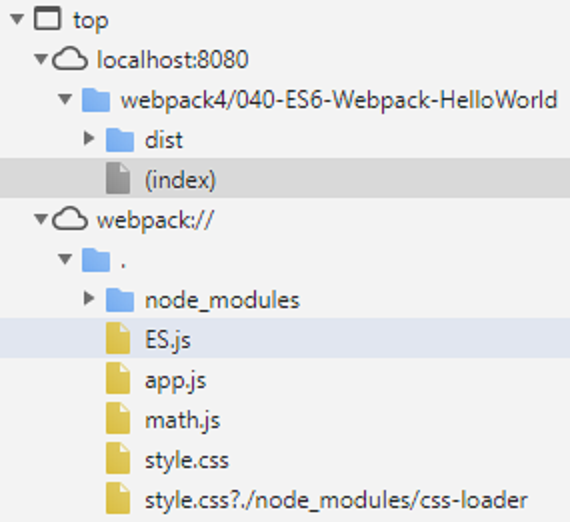 top
localhost:8080
webpack4/040-ES6-Webpack-HelloWorld
dist
(index)
webpack://
.
node_modules
ES.js
app.js
math.js
style.css
style.css?./node_modules/css-loader